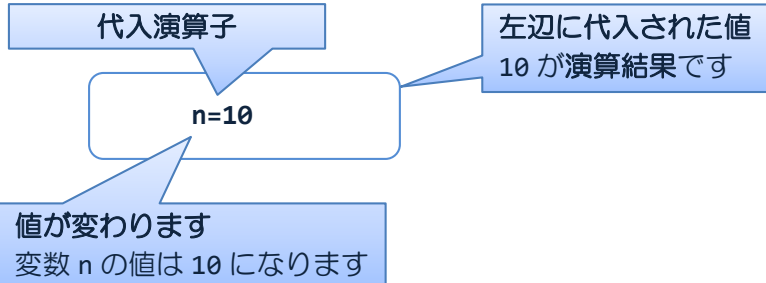 代入演算子
左辺に代入された値
10 が演算結果です
n=10
値が変わります
変数 n の値は 10 になります